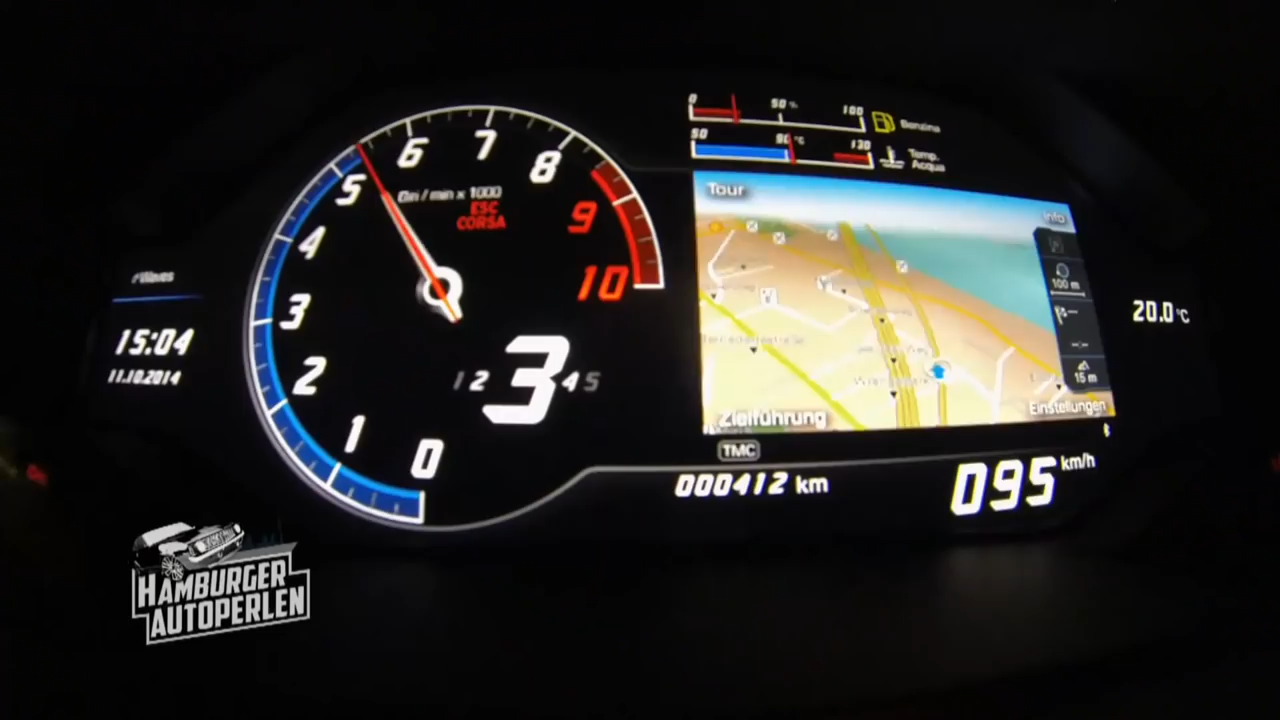 0 50 % 100
Benzina
50 90 °C 130
Temp.
Acqua
6 7 8
5
Giri / min x 1000
ESC
CORSA
9
4
10
3
2
1
0
15:04
11.10.2014
1 2 3 4 5
Tour
Info
100 m
15 m
Zielführung
Einstellungen
20.0 °C
TMC
000412 km
095 km/h
HAMBURGER
AUTOPERLEN